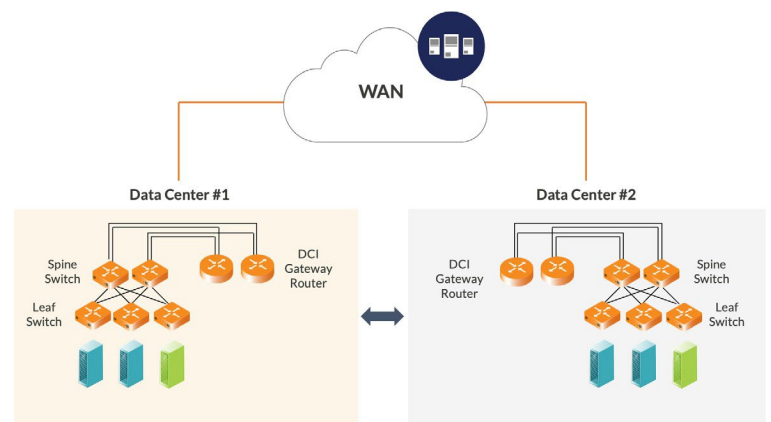 WAN
Data Center #1
Data Center #2
Spine
Switch
DCI
Gateway
Router
Leaf
Switch
DCI
Gateway
Router
Spine
Switch
Leaf
Switch